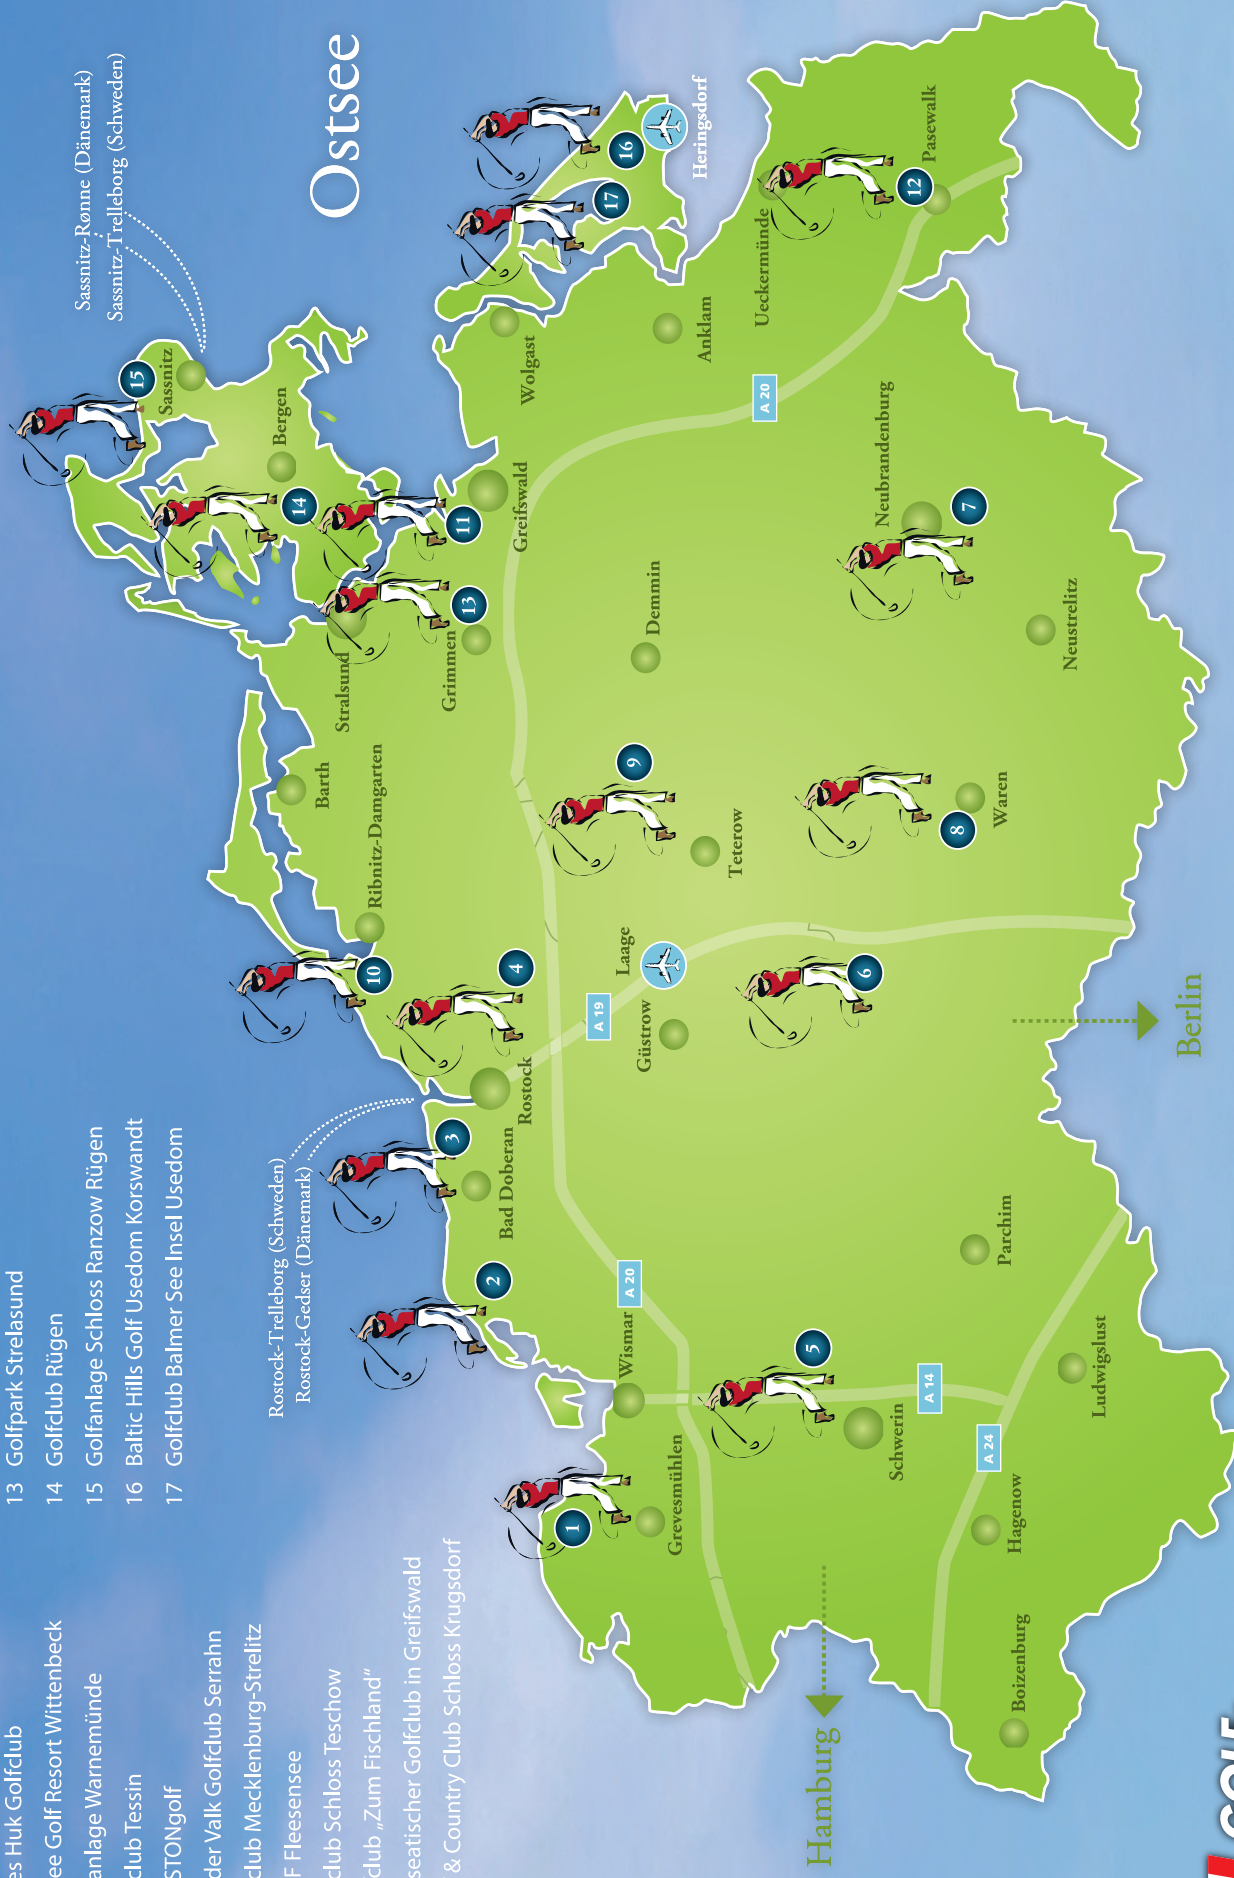 es Huk Golfclub
ee Golf Resort Wittenbeck
anlage Warnemünde
club Tessin
STONgolf
der Valk Golfclub Serrahn
club Mecklenburg-Strelitz
F Fleesensee
club Schloss Teschow
club „Zum Fischland“
seatischer Golfclub in Greifswald
& Country Club Schloss Krugsdorf
13 Golfpark Strelasund
14 Golfclub Rügen
15 Golfanlage Schloss Ranzow Rügen
16 Baltic Hills Golf Usedom Korswandt
17 Golfclub Balmer See Insel Usedom
Sassnitz-Rønne (Dänemark)
Sassnitz-Trelleborg (Schweden)
Ostsee
Rostock-Trelleborg (Schweden)
Rostock-Gedser (Dänemark)
15
Sassnitz
Bergen
14
11
13
Stralsund
Grimmen
Greifswald
Wolgast
16
17
Heringsdorf
Anklam
Ueckermünde
12
Pasewalk
A 20
Barth
Ribnitz-Damgarten
10
4
Rostock
3
Bad Doberan
2
Demmin
9
Teterow
Laage
A 19
Güstrow
Neubrandenburg
7
Neustrelitz
8
Waren
6
Berlin
A 20
Wismar
1
Grevesmühlen
5
Schwerin
A 14
A 24
Parchim
Ludwigslust
Hagenow
Boizenburg
Hamburg
GOLF